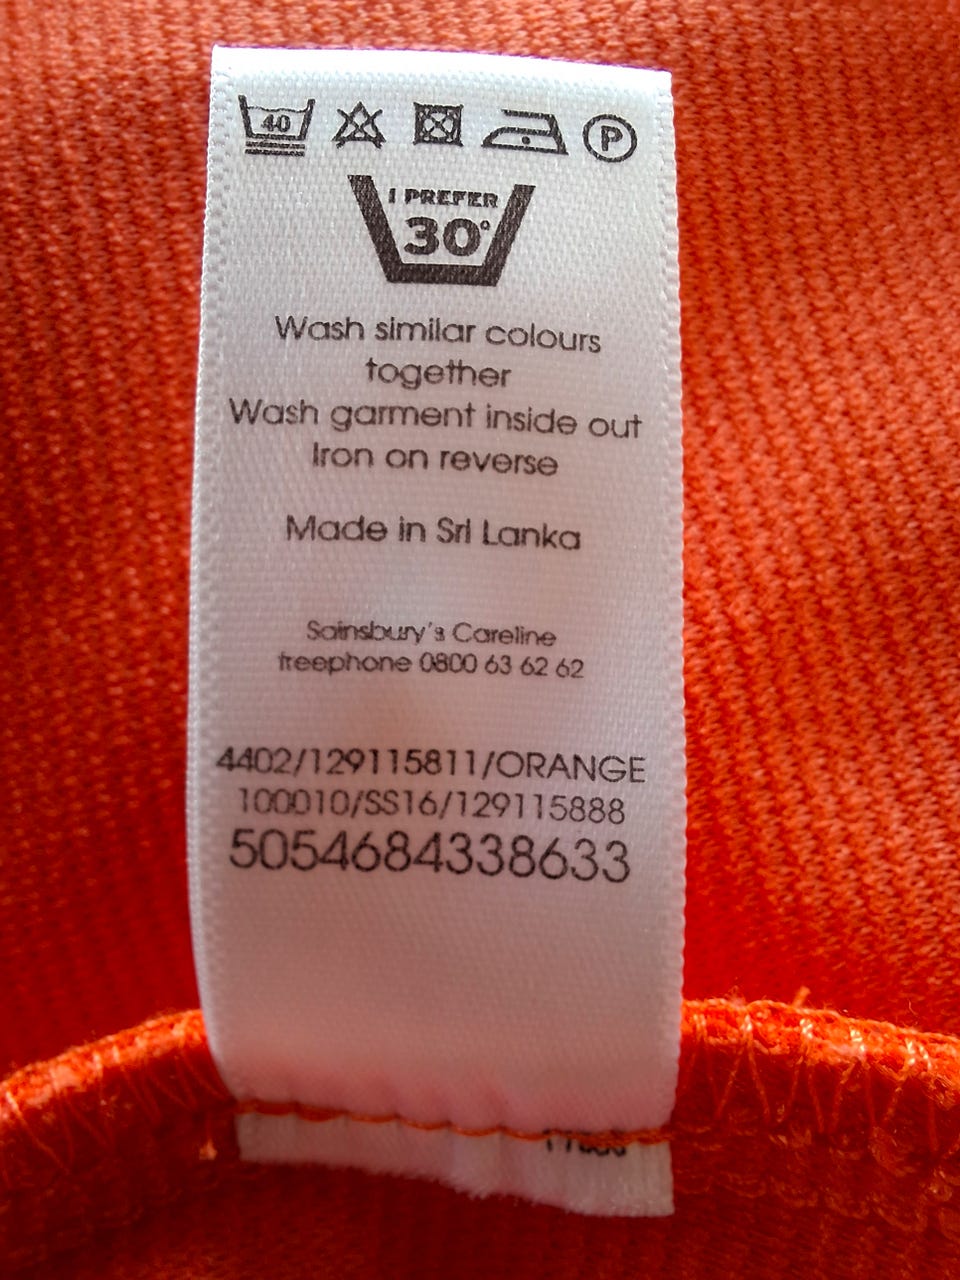 40 P
I PREFER
30°
Wash similar colours
together
Wash garment inside out
Iron on reverse
Made in Sri Lanka
Sainsbury's Careline
freephone 0800 63 62 62
4402/129115811/ORANGE
100010/SS16/129115888
5054684338633